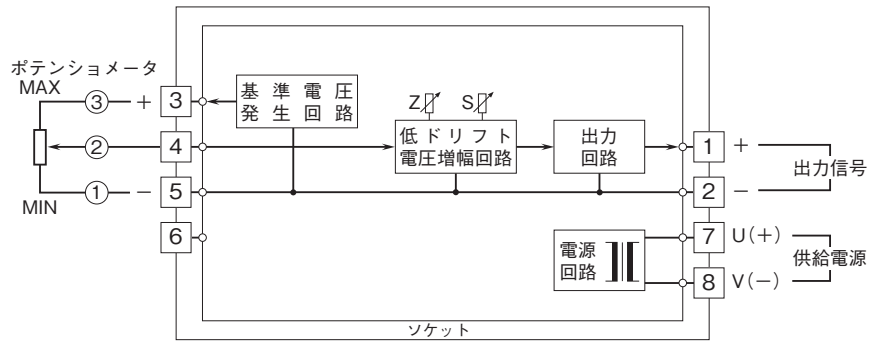 ポテンショメータ
MAX
③ + 3
基準電圧
発生回路
Z S
② 4
低ドリフト
電圧増幅回路
出力
回路
1 +
出力信号
① － 5
2 －
MIN
6
電源
回路
7 U(+)
供給電源
8 V(－)
ソケット